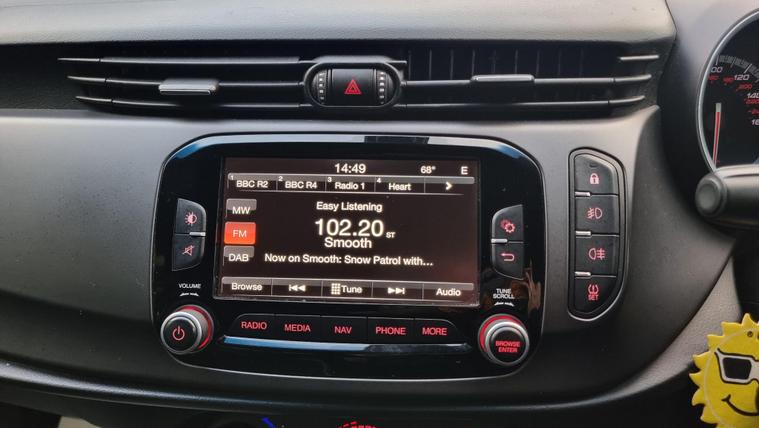 14:49 68° E
1 BBC R2 2 BBC R4 3 Radio 1 4 Heart
Easy Listening
MW
102.20 ST
FM
Smooth
DAB
Now on Smooth: Snow Patrol with...
Browse Tune Audio
VOLUME
TUNE
SCROLL
RADIO MEDIA NAV PHONE MORE
BROWSE
ENTER
SET
120